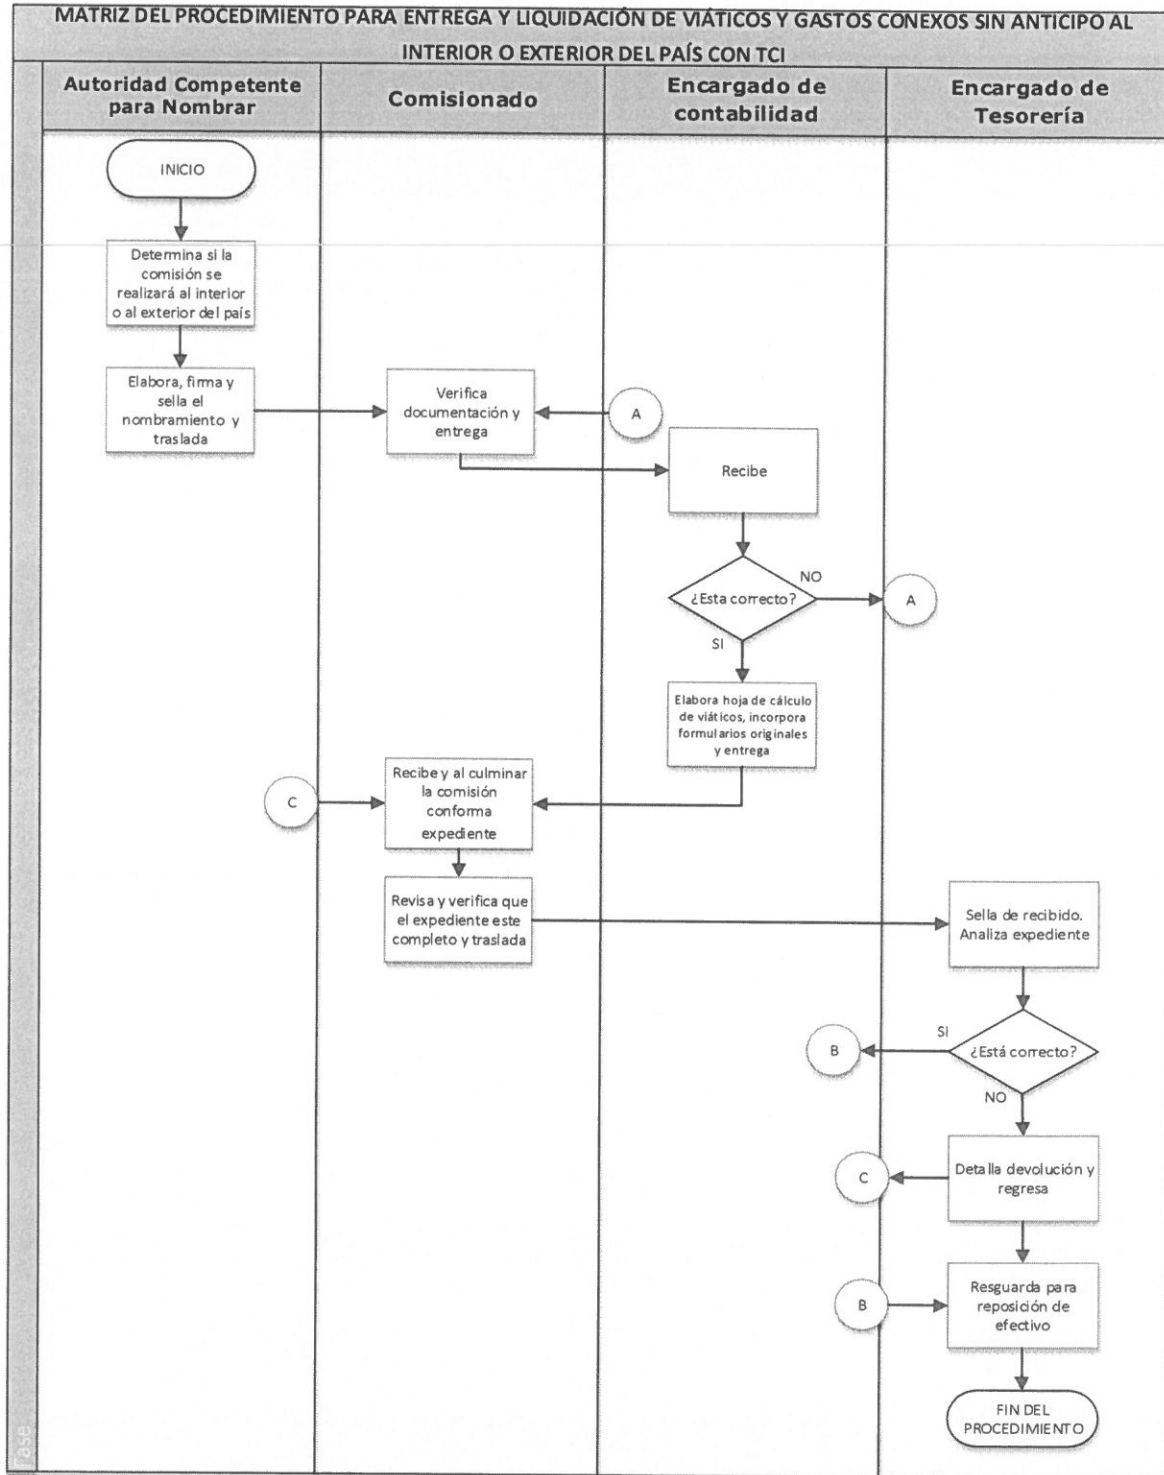 MATRIZ DEL PROCEDIMIENTO PARA ENTREGA Y LIQUIDACIÓN DE VIÁTICOS Y GASTOS CONEXOS SIN ANTICIPO AL
INTERIOR O EXTERIOR DEL PAÍS CON TCI
Autoridad Competente
para Nombrar
Comisionado
Encargado de
contabilidad
Encargado de
Tesorería
INICIO
Determina si la
comisión se
realizará al interior
o al exterior del país
Elabora, firma y
sella el
nombramiento y
traslada
Verifica
documentación y
entrega
A
Recibe
¿Esta correcto?
NO
A
SI
Elabora hoja de cálculo
de viáticos, incorpora
formularios originales
y entrega
C
Recibe y al culminar
la comisión
conforma
expediente
Revisa y verifica que
el expediente este
completo y traslada
Sella de recibido.
Analiza expediente
¿Está correcto?
SI
B
NO
Detalla devolución y
regresa
C
B
Resguarda para
reposición de
efectivo
FIN DEL
PROCEDIMIENTO